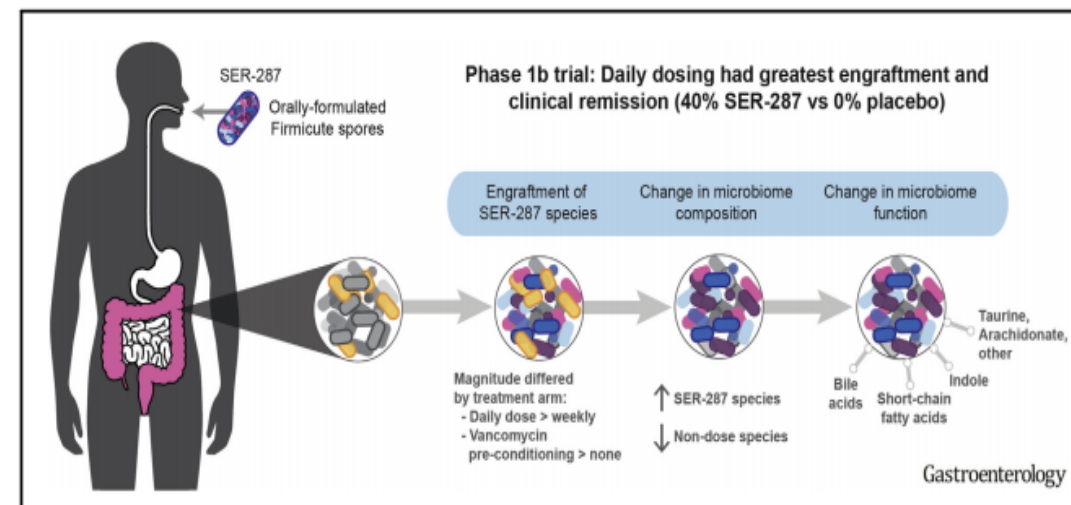 SER-287
Orally-formulated
Firmicute spores
Phase 1b trial: Daily dosing had greatest engraftment and
clinical remission (40% SER-287 vs 0% placebo)
Engraftment of
SER-287 species
Change in microbiome
composition
Change in microbiome
function
Magnitude differed
by treatment arm:
- Daily dose > weekly
- Vancomycin
pre-conditioning > none
↑ SER-287 species
↓ Non-dose species
Taurine,
Arachidonate,
other
Indole
Bile
acids
Short-chain
fatty acids
Gastroenterology